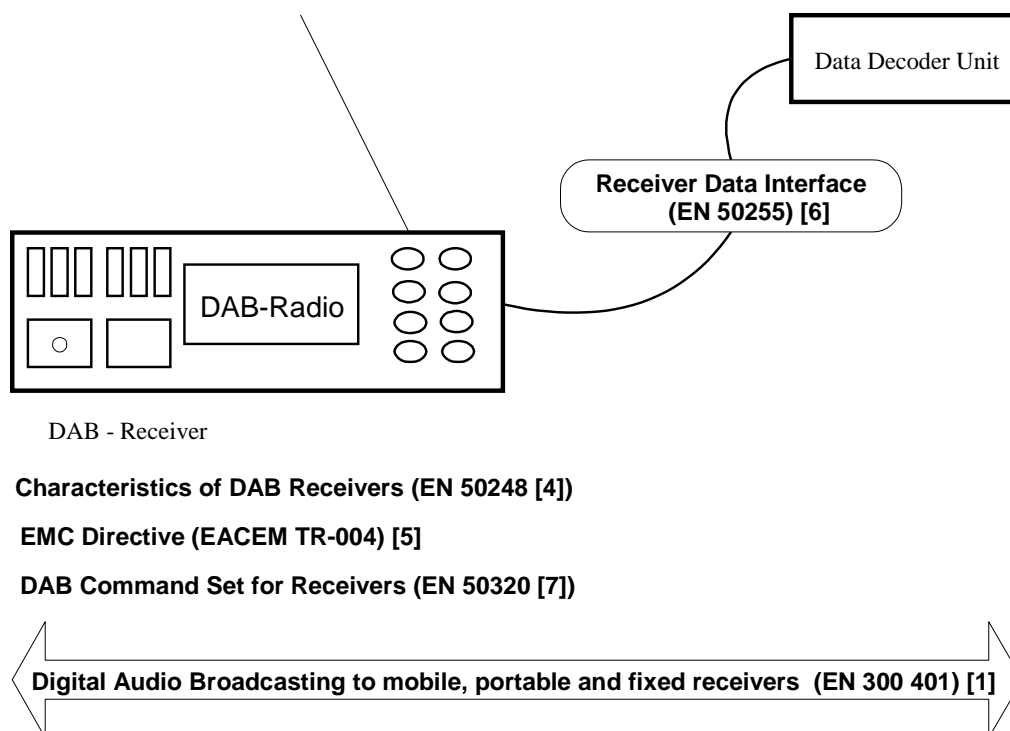 Data Decoder Unit
Receiver Data Interface
(EN 50255) [6]
DAB-Radio
DAB - Receiver
Characteristics of DAB Receivers (EN 50248 [4])
EMC Directive (EACEM TR-004) [5]
DAB Command Set for Receivers (EN 50320 [7])
Digital Audio Broadcasting to mobile, portable and fixed receivers (EN 300 401) [1]